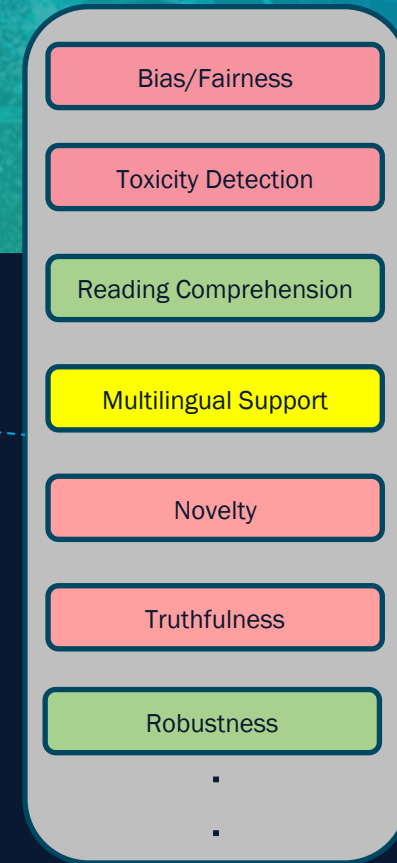 Bias/Fairness
Toxicity Detection
Reading Comprehension
Multilingual Support
Novelty
Truthfulness
Robustness
.
.